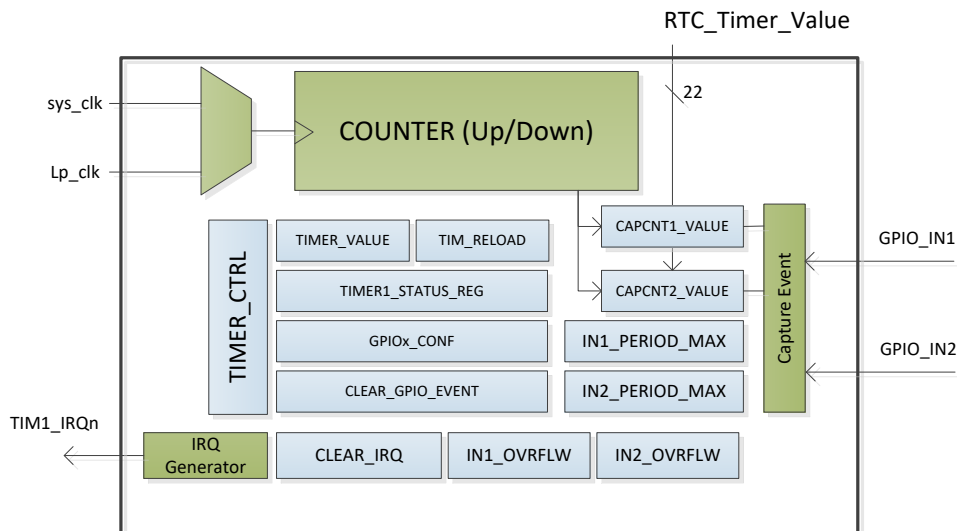 RTC_Timer_Value
22
sys_clk
Lp_clk
COUNTER (Up/Down)
TIMER_CTRL
TIMER_VALUE
TIM_RELOAD
CAPCNT1_VALUE
TIMER1_STATUS_REG
CAPCNT2_VALUE
GPIOx_CONF
IN1_PERIOD_MAX
CLEAR_GPIO_EVENT
IN2_PERIOD_MAX
Capture Event
GPIO_IN1
GPIO_IN2
TIM1_IRQn
IRQ
Generator
CLEAR_IRQ
IN1_OVRFLW
IN2_OVRFLW